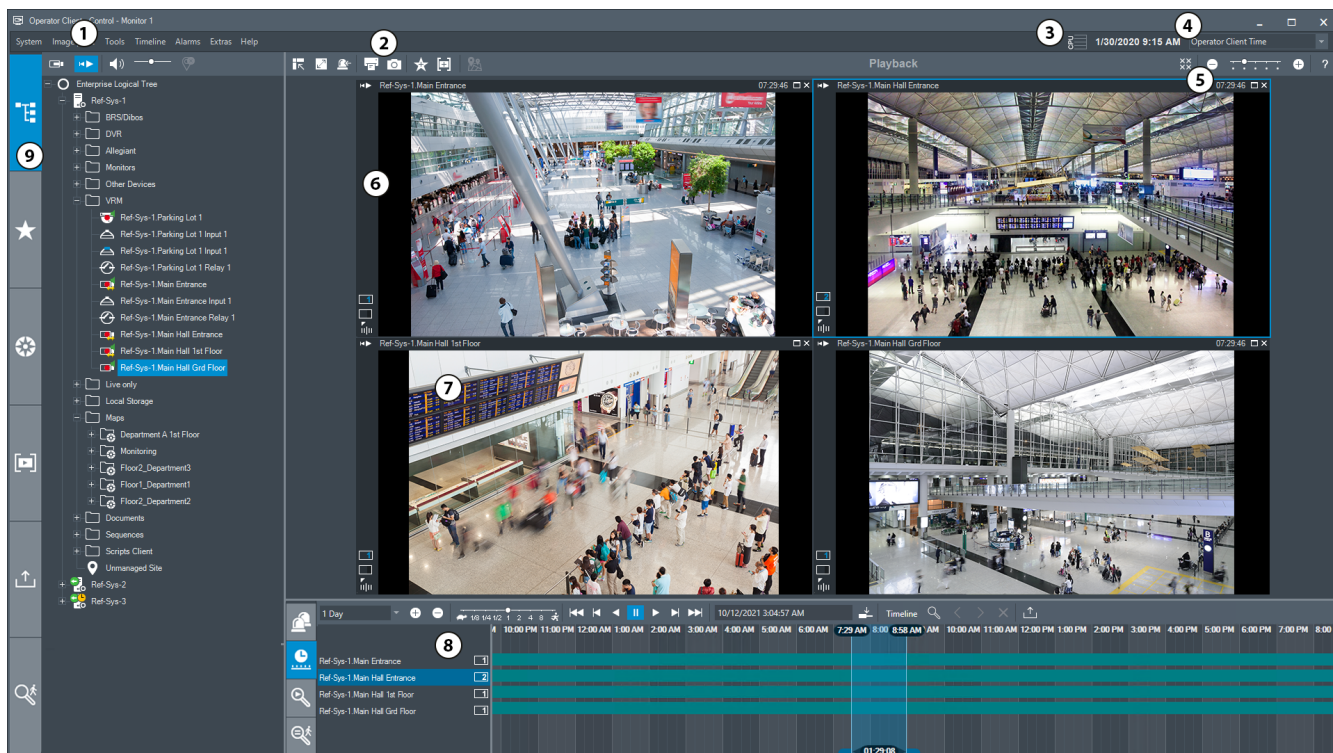 Operator Client - Control - Monitor 1
System Image Tools Timeline Alarms Extras Help
1
2
3
4
CPU
1/30/2020 9:15 AM
Operator Client Time
Playback
5
?
Enterprise Logical Tree
Ref-Sys-1
BRS/Dibos
DVR
9
Allegiant
Monitors
Other Devices
VRM
Ref-Sys-1.Parking Lot 1
Ref-Sys-1.Parking Lot 1 Input 1
Ref-Sys-1.Parking Lot 1 Input 1
Ref-Sys-1.Parking Lot 1 Relay 1
Ref-Sys-1.Main Entrance
Ref-Sys-1.Main Entrance Input 1
Ref-Sys-1.Main Entrance Relay 1
Ref-Sys-1.Main Hall Entrance
Ref-Sys-1.Main Hall 1st Floor
Ref-Sys-1.Main Hall Grd Floor
Live only
Local Storage
Maps
Department A 1st Floor
Monitoring
Floor2_Department3
Floor1_Department1
Floor2_Department2
Documents
Sequences
Scripts Client
Unmanaged Site
Ref-Sys-2
Ref-Sys-3
Ref-Sys-1.Main Entrance 07:29:46
Ref-Sys-1.Main Hall Entrance 07:29:46
6
1
2
Ref-Sys-1.Main Hall 1st Floor
Ref-Sys-1.Main Hall Grd Floor 07:29:46
7
B
1
1
1 Day
1/8 1/4 1/2 1 2 4 8
10/12/2021 3:04:57 AM
Timeline
8
10:00 PM 11:00 PM 12:00 AM 1:00 AM 2:00 AM 3:00 AM 4:00 AM 5:00 AM 6:00 AM 7:29 AM 8:00 8:58 AM AM 10:00 AM 11:00 AM 12:00 PM 1:00 PM 2:00 PM 3:00 PM 4:00 PM 5:00 PM 6:00 PM 7:00 PM 8:00
Ref-Sys-1.Main Entrance 1
Ref-Sys-1.Main Hall Entrance 2
Ref-Sys-1.Main Hall 1st Floor 1
Ref-Sys-1.Main Hall Grd Floor 1
01:29:08